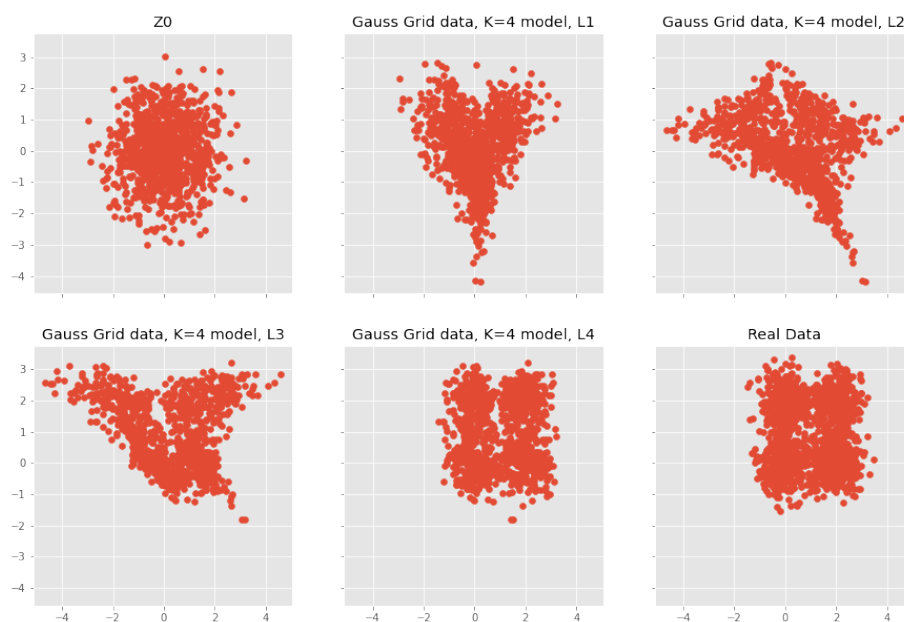 Z0
Gauss Grid data, K=4 model, L1
Gauss Grid data, K=4 model, L2
3
2
1
0
−1
−2
−3
−4
Gauss Grid data, K=4 model, L3
Gauss Grid data, K=4 model, L4
Real Data
3
2
1
0
−1
−2
−3
−4
−4 −2 0 2 4
−4 −2 0 2 4
−4 −2 0 2 4